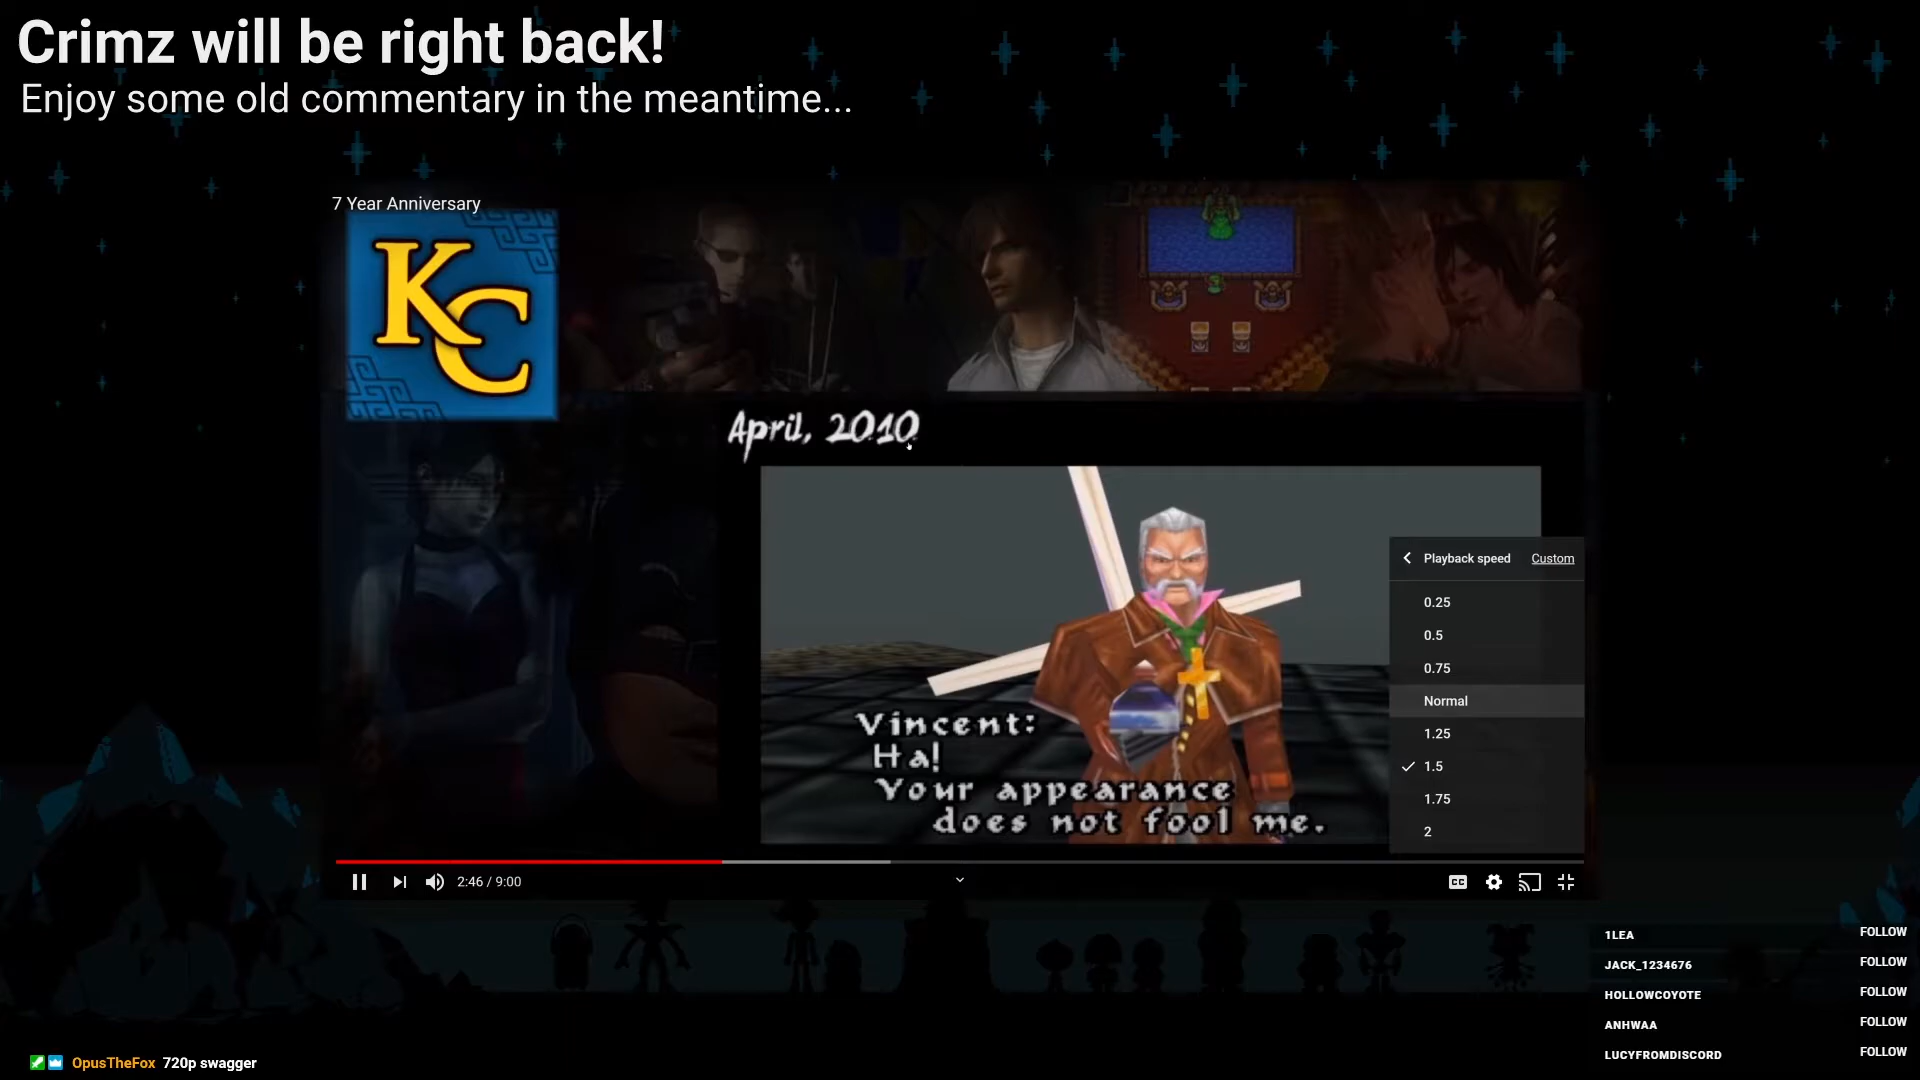 Crimz will be right back!
Enjoy some old commentary in the meantime...
7 Year Anniversary
KC
April, 2010
Vincent:
Ha!
Your appearance
does not fool me.
Playback speed Custom
0.25
0.5
0.75
Normal
1.25
1.5
1.75
2
2:46 / 9:00
CC
1LEA FOLLOW
JACK_1234676 FOLLOW
HOLLOWCOYOTE FOLLOW
ANHWAA FOLLOW
LUCYFROMDISCORD FOLLOW
OpusTheFox 720p swagger